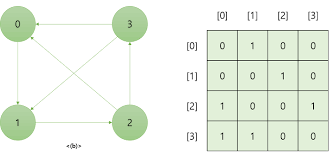 [0] [1] [2] [3]
0 3 [0] 0 1 0 0
[1] 0 0 1 0
[2] 1 0 0 1
1 2 [3] 1 1 0 0
<(b)>